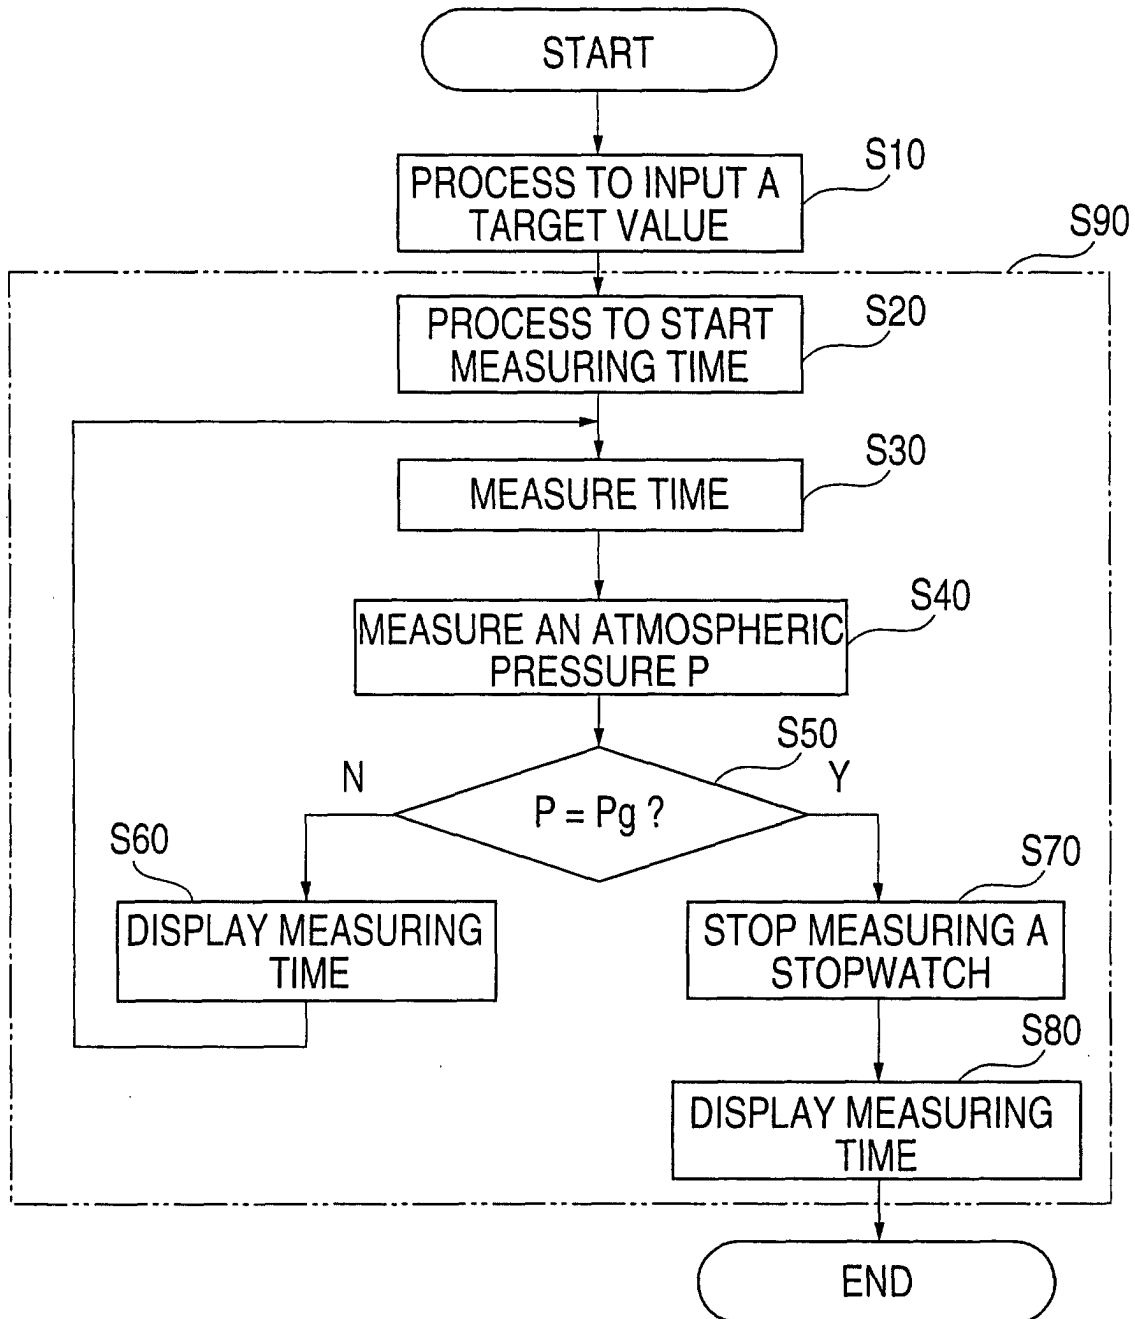 START
S10
PROCESS TO INPUT A
TARGET VALUE
S90
S20
PROCESS TO START
MEASURING TIME
S30
MEASURE TIME
S40
MEASURE AN ATMOSPHERIC
PRESSURE P
S50
N
Y
P = Pg ?
S60
S70
DISPLAY MEASURING
TIME
STOP MEASURING A
STOPWATCH
S80
DISPLAY MEASURING
TIME
END